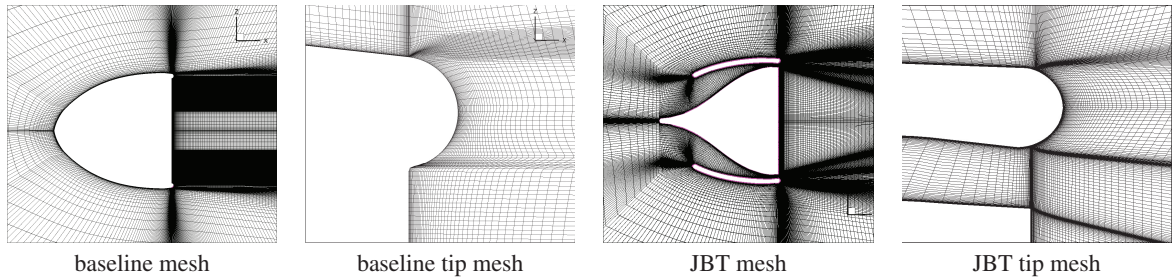 z
x
z
x
baseline mesh
baseline tip mesh
JBT mesh
JBT tip mesh